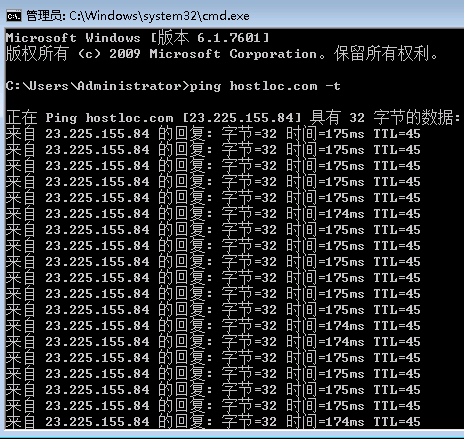 管理员: C:\Windows\system32\cmd.exe
Microsoft Windows [版本 6.1.7601]
版权所有 (c) 2009 Microsoft Corporation。保留所有权利。
C:\Users\Administrator>ping hostloc.com -t
正在 Ping hostloc.com [23.225.155.84] 具有 32 字节的数据:
来自 23.225.155.84 的回复: 字节=32 时间=175ms TTL=45
来自 23.225.155.84 的回复: 字节=32 时间=175ms TTL=45
来自 23.225.155.84 的回复: 字节=32 时间=175ms TTL=45
来自 23.225.155.84 的回复: 字节=32 时间=175ms TTL=45
来自 23.225.155.84 的回复: 字节=32 时间=175ms TTL=45
来自 23.225.155.84 的回复: 字节=32 时间=174ms TTL=45
来自 23.225.155.84 的回复: 字节=32 时间=175ms TTL=45
来自 23.225.155.84 的回复: 字节=32 时间=175ms TTL=45
来自 23.225.155.84 的回复: 字节=32 时间=175ms TTL=45
来自 23.225.155.84 的回复: 字节=32 时间=175ms TTL=45
来自 23.225.155.84 的回复: 字节=32 时间=175ms TTL=45
来自 23.225.155.84 的回复: 字节=32 时间=175ms TTL=45
来自 23.225.155.84 的回复: 字节=32 时间=174ms TTL=45
来自 23.225.155.84 的回复: 字节=32 时间=174ms TTL=45
来自 23.225.155.84 的回复: 字节=32 时间=175ms TTL=45
来自 23.225.155.84 的回复: 字节=32 时间=175ms TTL=45
来自 23.225.155.84 的回复: 字节=32 时间=174ms TTL=45
来自 23.225.155.84 的回复: 字节=32 时间=175ms TTL=45
来自 23.225.155.84 的回复: 字节=32 时间=175ms TTL=45